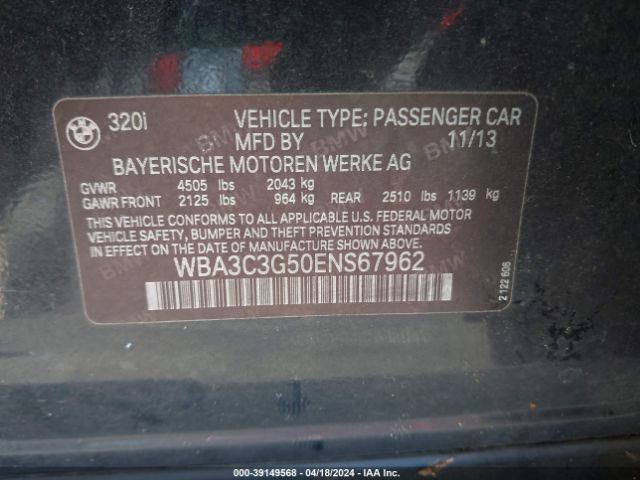 320i VEHICLE TYPE: PASSENGER CAR
MFD BY 11/13
BAYERISCHE MOTOREN WERKE AG
GVWR 4505 lbs 2043 kg
GAWR FRONT 2125 lbs 964 kg REAR 2510 lbs 1139 kg
THIS VEHICLE CONFORMS TO ALL APPLICABLE U.S. FEDERAL MOTOR
VEHICLE SAFETY, BUMPER AND THEFT PREVENTION STANDARDS
IN EFFECT ON THE DATE OF MANUFACTURE SHOWN ABOVE.
WBA3C3G50ENS67962
2 122 606
000-39149568 - 04/18/2024 - IAA Inc.